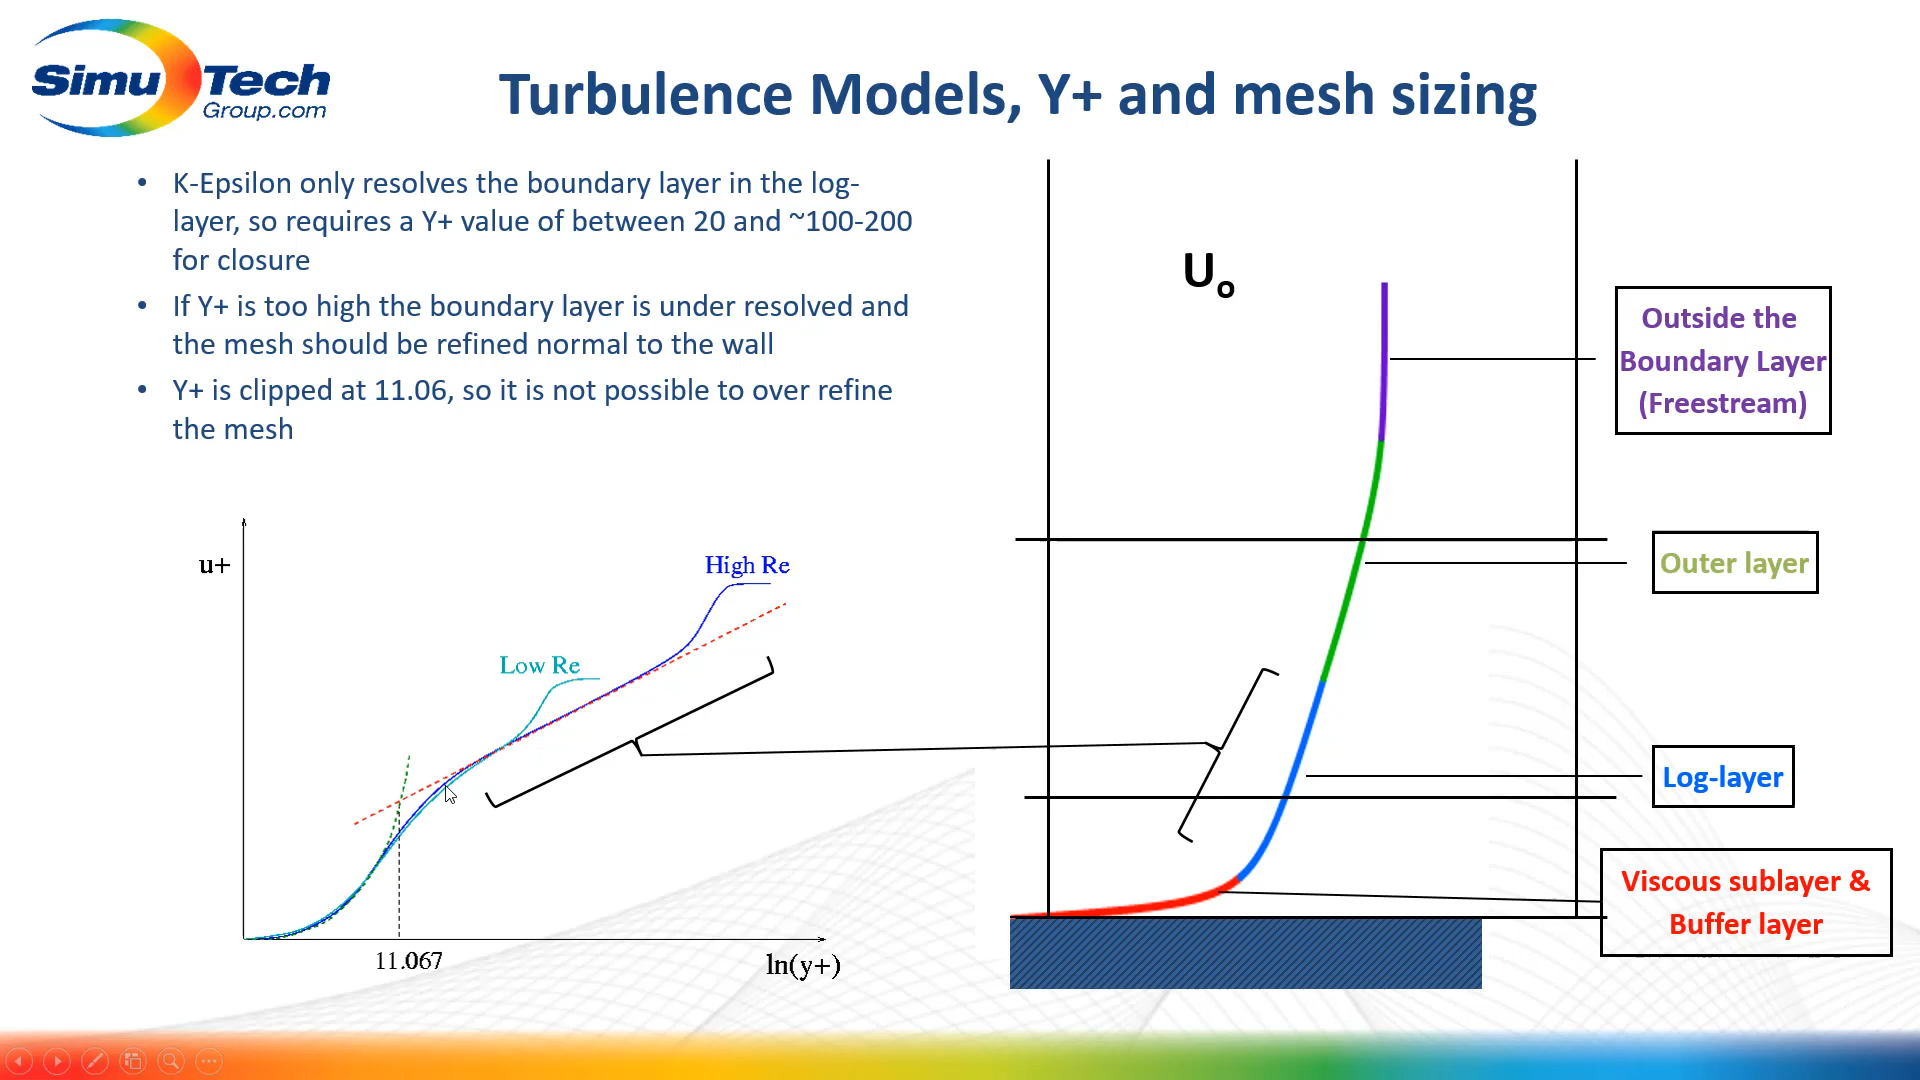 Simu Tech
Group.com
Turbulence Models, Y+ and mesh sizing
• K-Epsilon only resolves the boundary layer in the log-
layer, so requires a Y+ value of between 20 and ~100-200
for closure
• If Y+ is too high the boundary layer is under resolved and
the mesh should be refined normal to the wall
• Y+ is clipped at 11.06, so it is not possible to over refine
the mesh
u+
High Re
Low Re
11.067
ln(y+)
Uo
Outside the
Boundary Layer
(Freestream)
Outer layer
Log-layer
Viscous sublayer &
Buffer layer